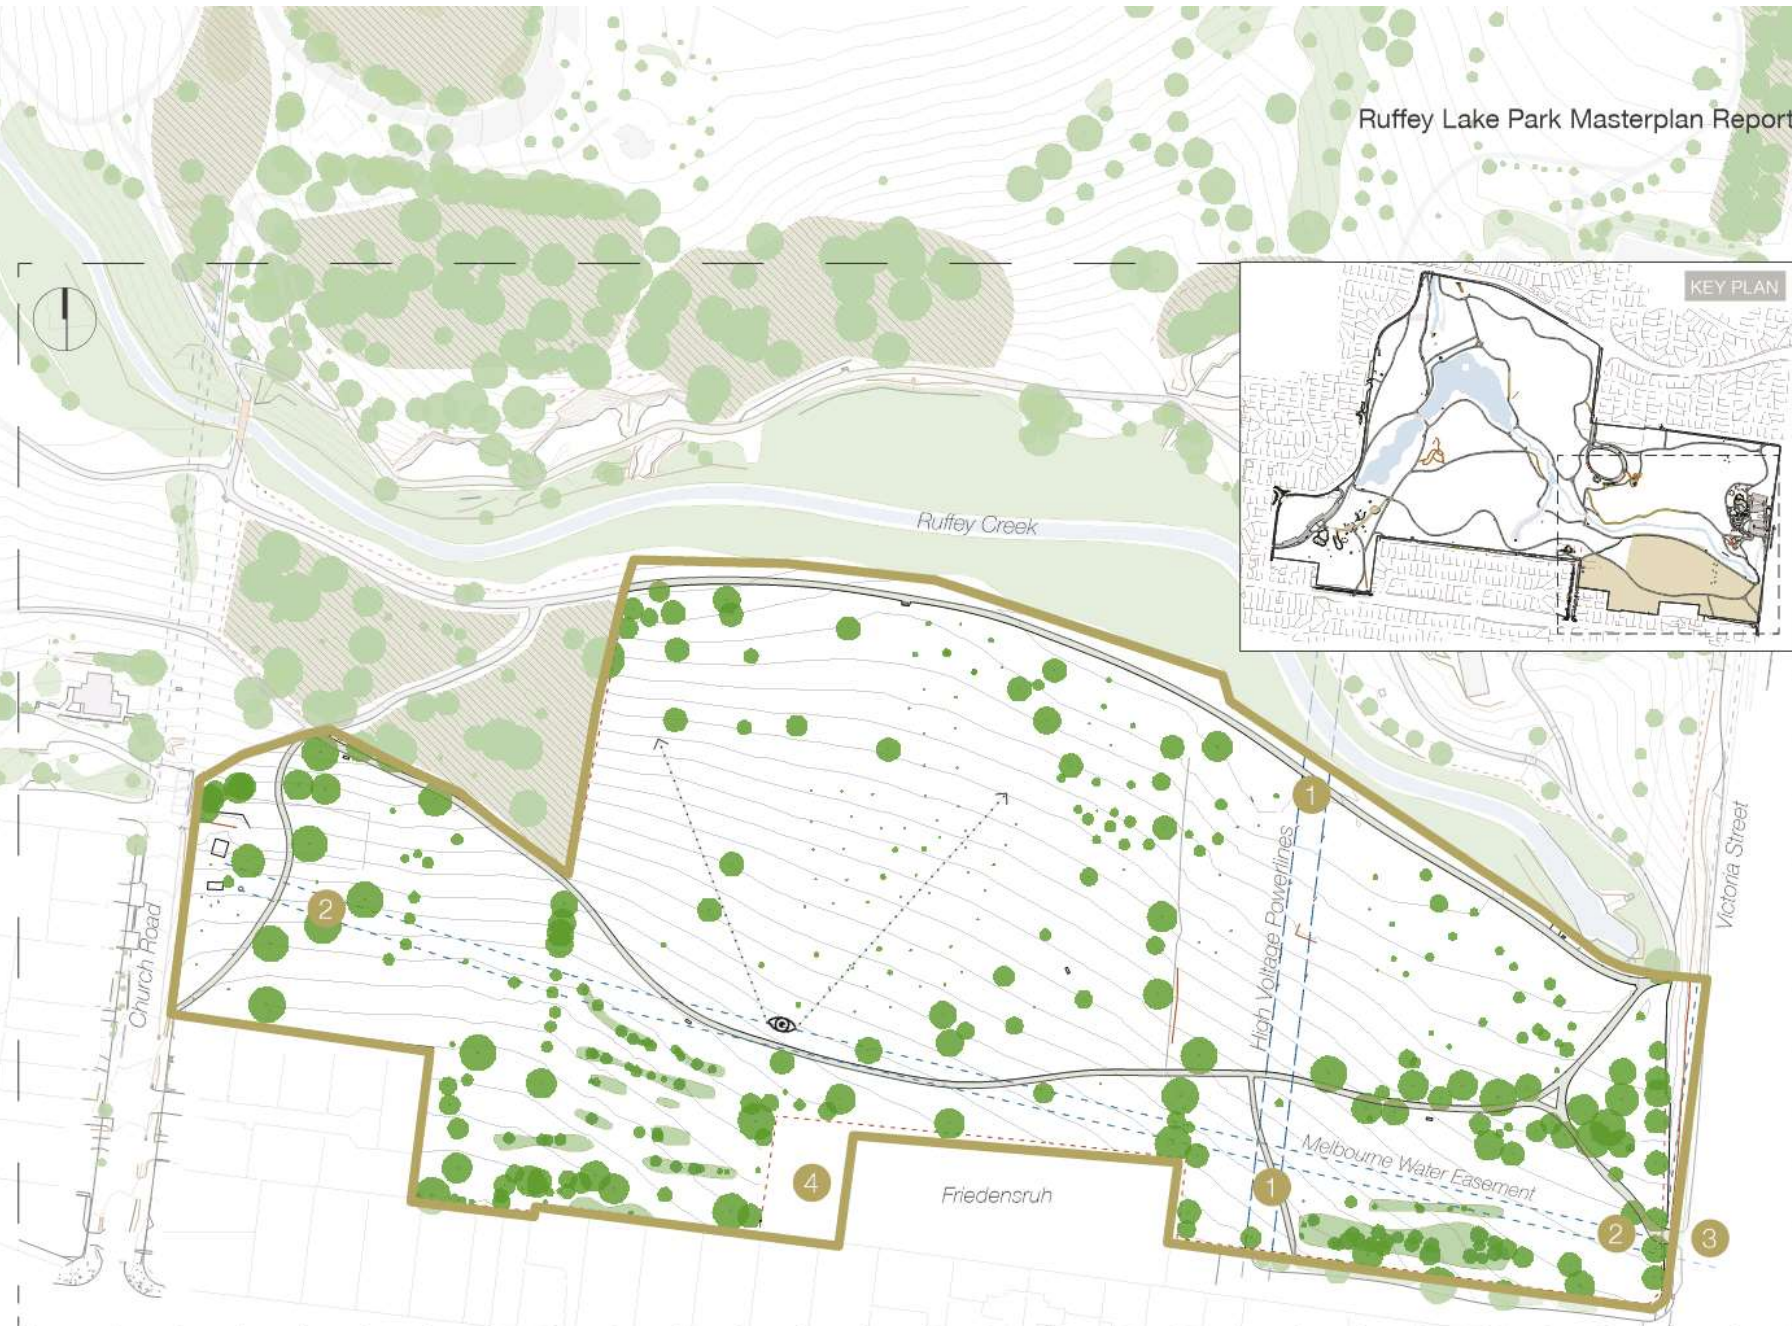 Ruffey Lake Park Masterplan Report
KEY PLAN
Ruffey Creek
1
High Voltage Powerlines
Victoria Street
2
Church Road
Melbourne Water Easement
4
Friedensruh
1
2
3